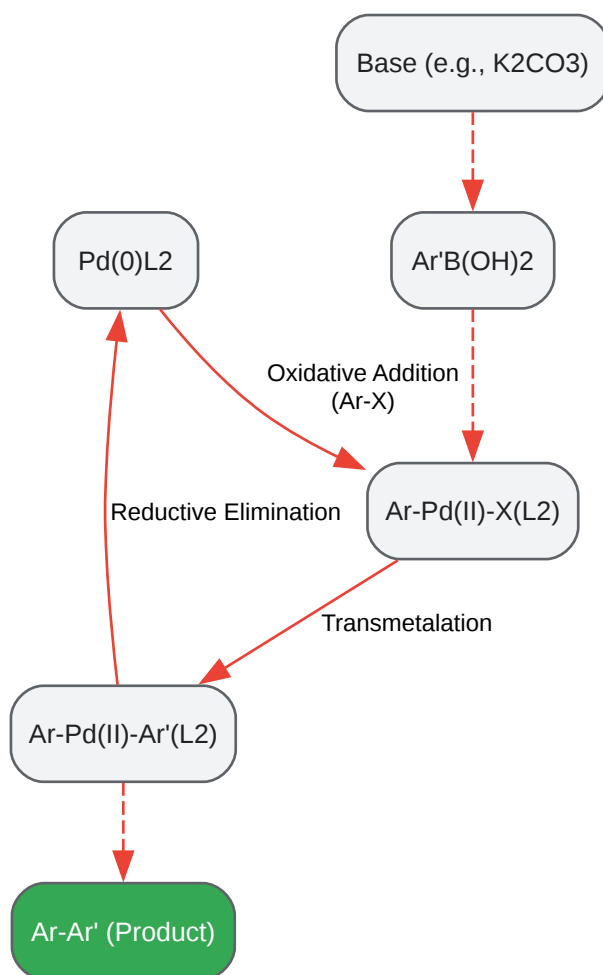 Base (e.g., K2CO3)
Pd(0)L2
Ar'B(OH)2
Oxidative Addition
(Ar-X)
Ar-Pd(II)-X(L2)
Reductive Elimination
Transmetalation
Ar-Pd(II)-Ar'(L2)
Ar-Ar' (Product)